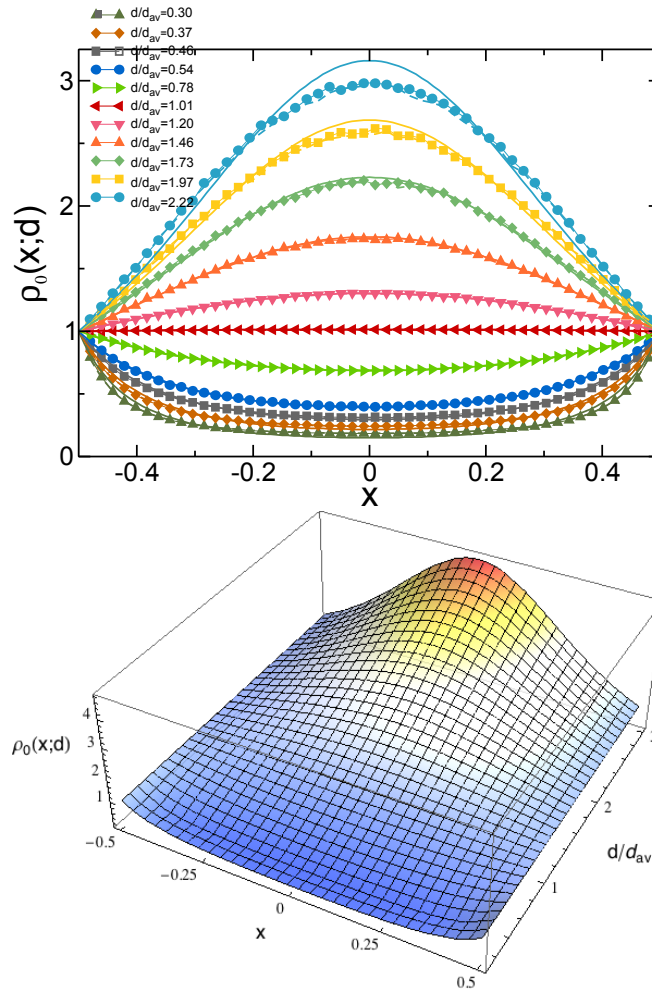 d/dav=0.30
d/dav=0.37
d/dav=0.46
d/dav=0.54
d/dav=0.78
d/dav=1.01
d/dav=1.20
d/dav=1.46
d/dav=1.73
d/dav=1.97
d/dav=2.22
3
2
1
0
ρ0(x;d)
-0.4 -0.2 0 0.2 0.4
x
4
3
2
1
ρ0(x;d)
-0.5
-0.25
0
0.25
0.5
x
1
2
3
d/dav